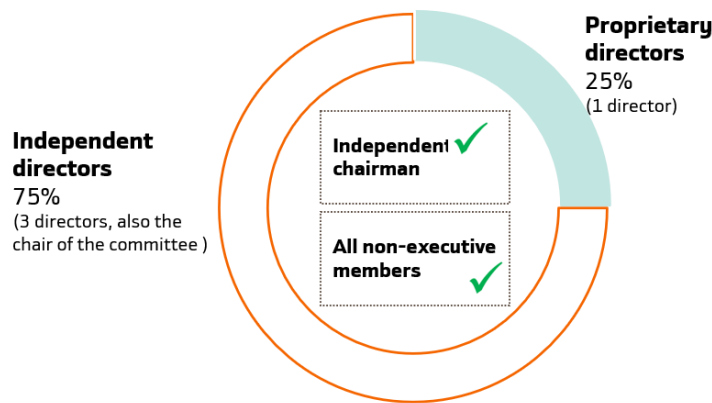 Proprietary
directors
25%
(1 director)
Independent
directors
75%
(3 directors, also the
chair of the committee )
Independent
chairman
All non-executive
members